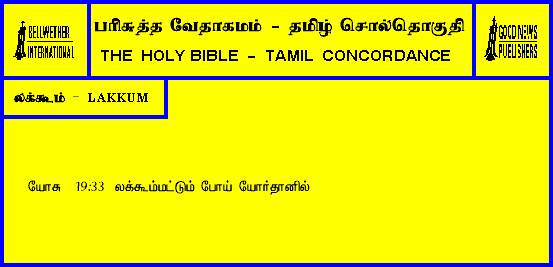 BELLWETHER
INTERNATIONAL
பரிசுத்த வேதாகமம் - தமிழ் சொல்தொகுதி
THE HOLY BIBLE - TAMIL CONCORDANCE
GOOD NEWS
PUBLISHERS
லக்கூம் - LAKKUM
யோசு 19:33 லக்கூம்மட்டும் போய் யோர்தானில்